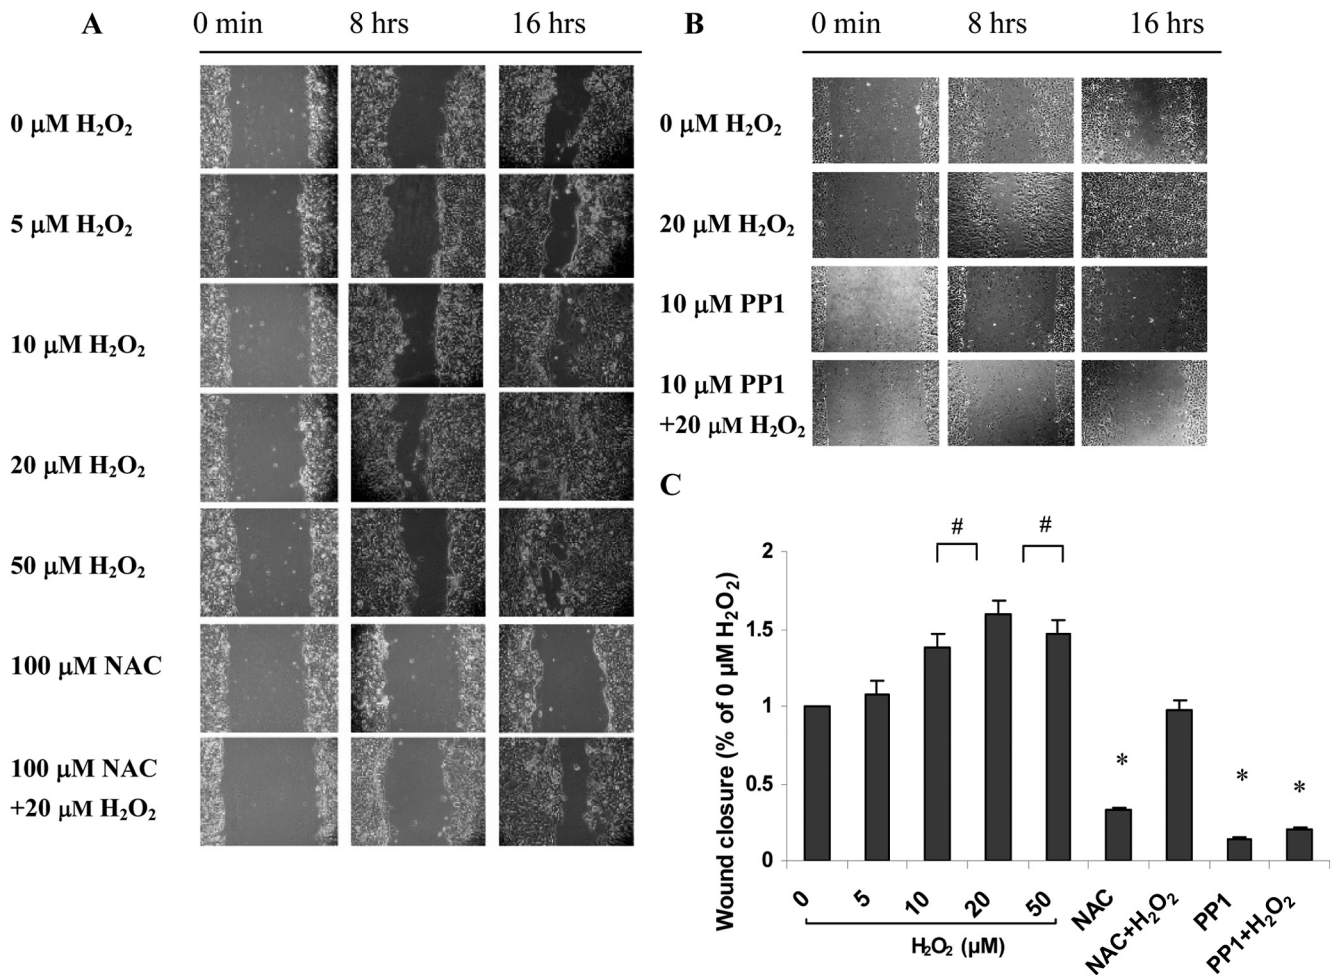 A
0 min
8 hrs
16 hrs
0 μM H₂O₂
5 μM H₂O₂
10 μM H₂O₂
20 μM H₂O₂
50 μM H₂O₂
100 μM NAC
100 μM NAC
+20 μM H₂O₂
B
0 min
8 hrs
16 hrs
0 μM H₂O₂
20 μM H₂O₂
10 μM PP1
10 μM PP1
+20 μM H₂O₂
C
Wound closure (% of 0 μM H₂O₂)
2
1.5
1
0.5
0
#
#
*
*
*
0
5
10
20
50
NAC
NAC+H₂O₂
PP1
PP1+H₂O₂
H₂O₂ (μM)